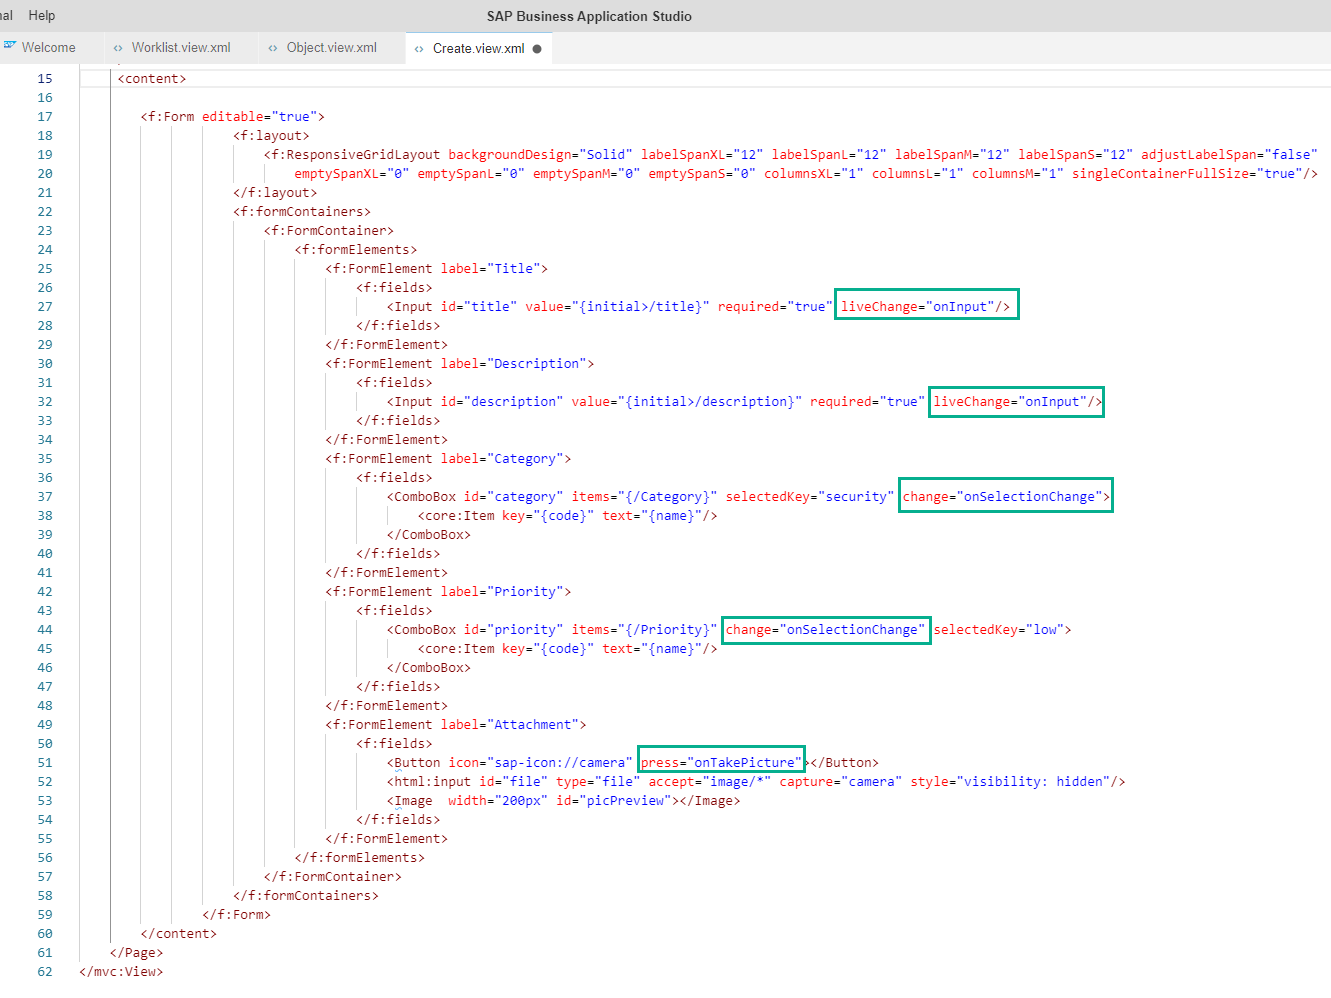 Help
SAP Business Application Studio
Welcome
Worklist.view.xml
Object.view.xml
Create.view.xml
15 <content>
16
17 <f:Form editable="true">
18 <f:layout>
19 <f:ResponsiveGridLayout backgroundDesign="Solid" labelSpanXL="12" labelSpanL="12" labelSpanM="12" labelSpanS="12" adjustLabelSpan="false"
20 emptySpanXL="0" emptySpanL="0" emptySpanM="0" emptySpanS="0" columnsXL="1" columnsL="1" columnsM="1" singleContainerFullSize="true"/>
21 </f:layout>
22 <f:formContainers>
23 <f:FormContainer>
24 <f:formElements>
25 <f:FormElement label="Title">
26 <f:fields>
27 <Input id="title" value="{initial>/title}" required="true" liveChange="onInput"/>
28 </f:fields>
29 </f:FormElement>
30 <f:FormElement label="Description">
31 <f:fields>
32 <Input id="description" value="{initial>/description}" required="true" liveChange="onInput"/>
33 </f:fields>
34 </f:FormElement>
35 <f:FormElement label="Category">
36 <f:fields>
37 <ComboBox id="category" items="{/Category}" selectedKey="security" change="onSelectionChange">
38 <core:Item key="{code}" text="{name}"/>
39 </ComboBox>
40 </f:fields>
41 </f:FormElement>
42 <f:FormElement label="Priority">
43 <f:fields>
44 <ComboBox id="priority" items="{/Priority}" change="onSelectionChange" selectedKey="low">
45 <core:Item key="{code}" text="{name}"/>
46 </ComboBox>
47 </f:fields>
48 </f:FormElement>
49 <f:FormElement label="Attachment">
50 <f:fields>
51 <Button icon="sap-icon://camera" press="onTakePicture"></Button>
52 <html:input id="file" type="file" accept="image/*" capture="camera" style="visibility: hidden"/>
53 <Image  width="200px" id="picPreview"></Image>
54 </f:fields>
55 </f:FormElement>
56 </f:formElements>
57 </f:FormContainer>
58 </f:formContainers>
59 </f:Form>
60 </content>
61 </Page>
62 </mvc:View>